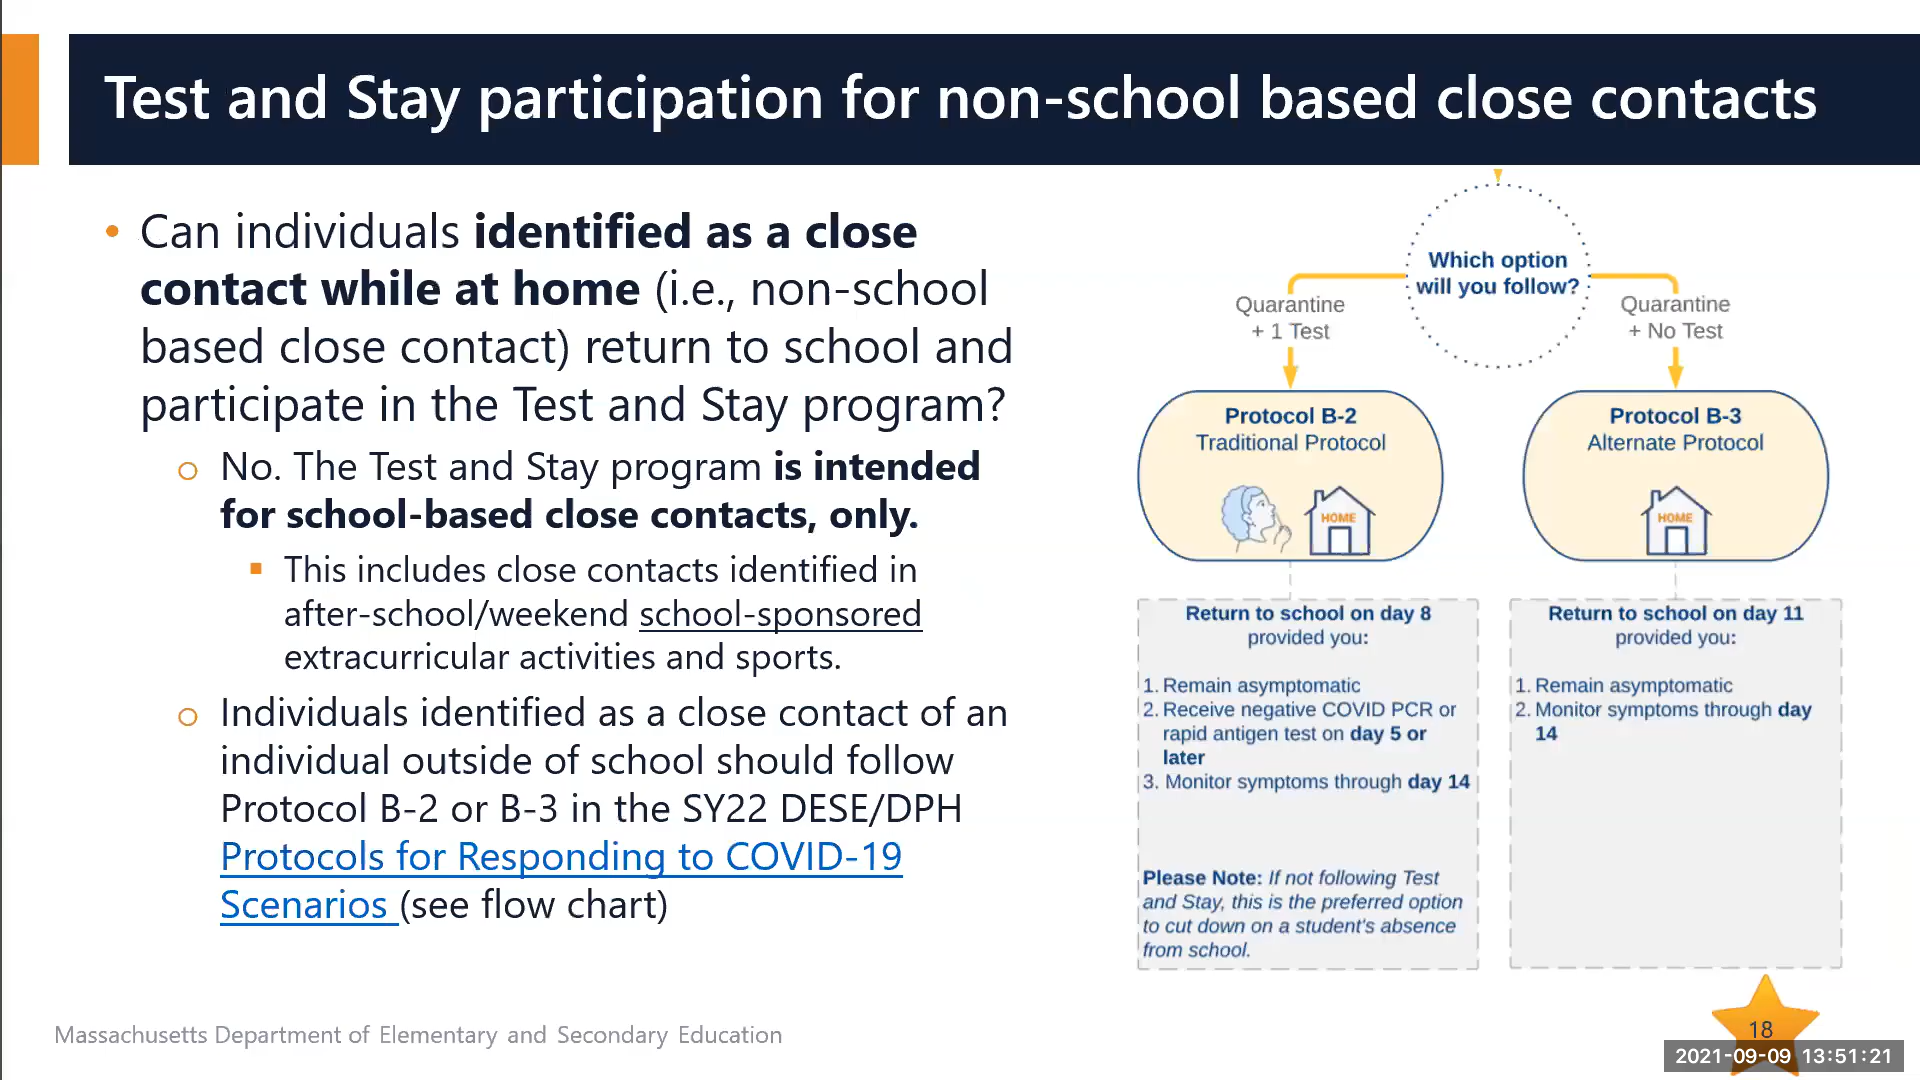 Test and Stay participation for non-school based close contacts
• Can individuals identified as a close
contact while at home (i.e., non-school
based close contact) return to school and
participate in the Test and Stay program?
o No. The Test and Stay program is intended
for school-based close contacts, only.
▪ This includes close contacts identified in
after-school/weekend school-sponsored
extracurricular activities and sports.
o Individuals identified as a close contact of an
individual outside of school should follow
Protocol B-2 or B-3 in the SY22 DESE/DPH
Protocols for Responding to COVID-19
Scenarios (see flow chart)
Which option
will you follow?
Quarantine
+ 1 Test
Quarantine
+ No Test
Protocol B-2
Traditional Protocol
HOME
Protocol B-3
Alternate Protocol
HOME
Return to school on day 8
provided you:
1. Remain asymptomatic
2. Receive negative COVID PCR or
rapid antigen test on day 5 or
later
3. Monitor symptoms through day 14
Please Note: If not following Test
and Stay, this is the preferred option
to cut down on a student's absence
from school.
Return to school on day 11
provided you:
1. Remain asymptomatic
2. Monitor symptoms through day
14
Massachusetts Department of Elementary and Secondary Education
18
2021-09-09 13:51:21